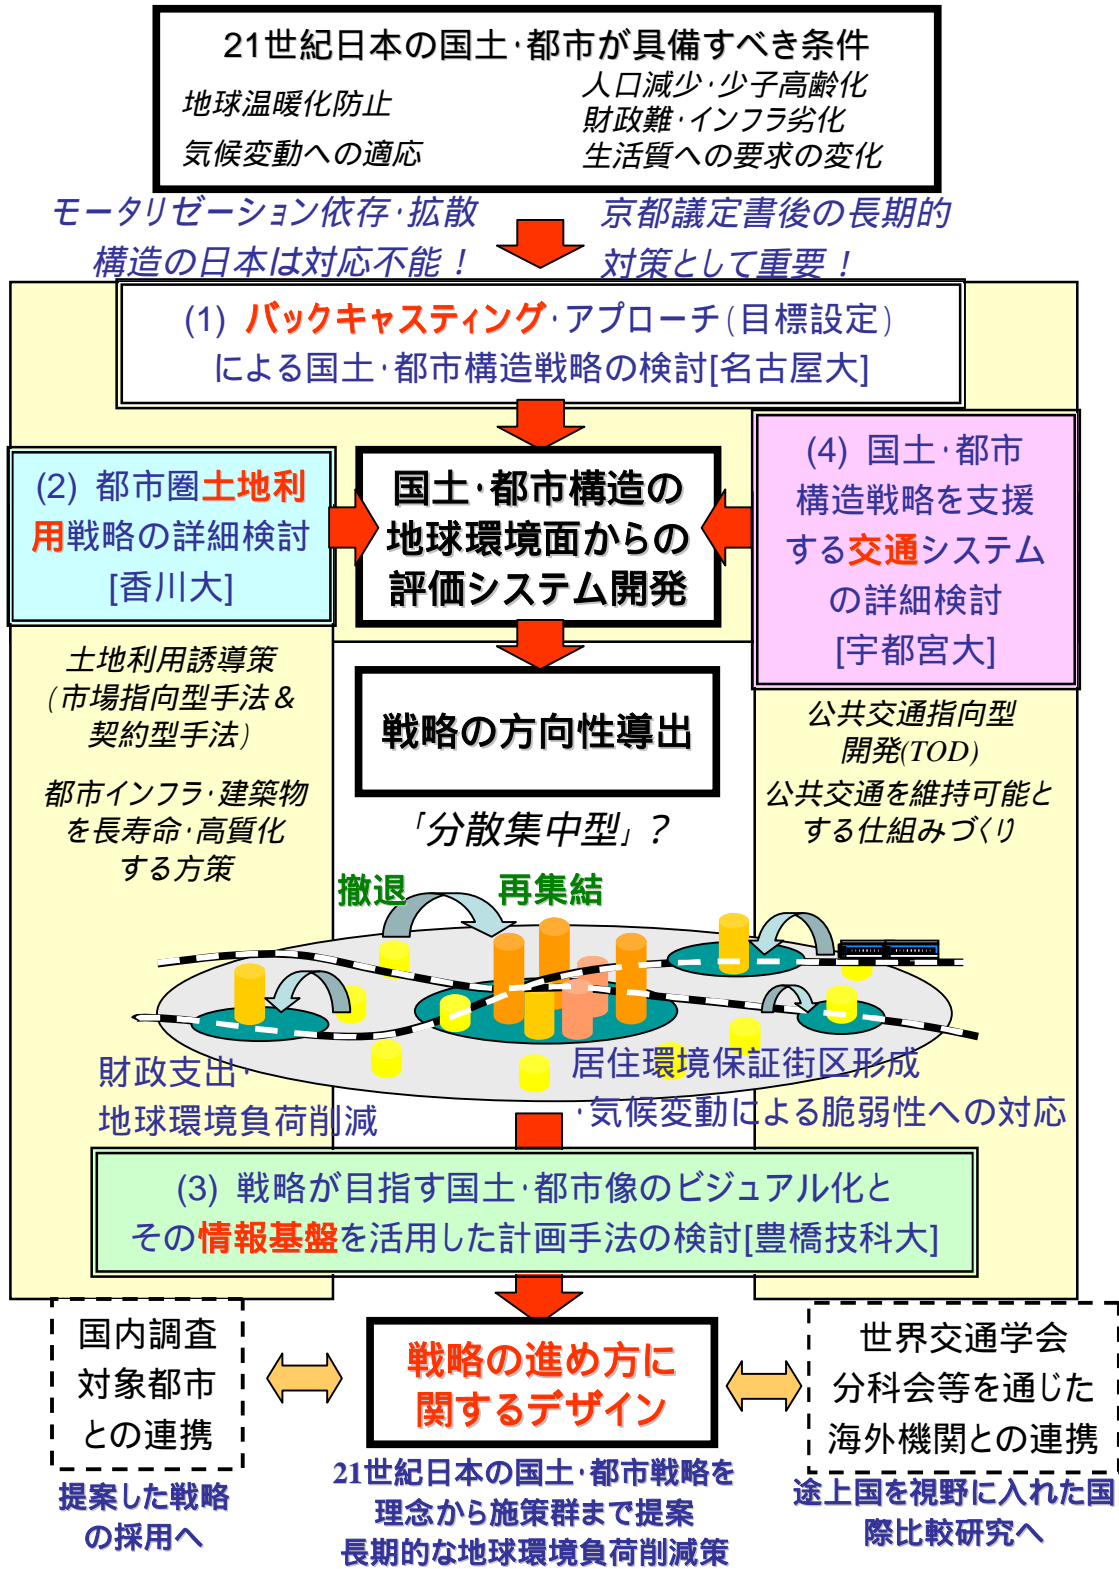 21世紀日本の国土・都市が具備すべき条件
地球温暖化防止
気候変動への適応
人口減少・少子高齢化
財政難・インフラ劣化
生活質への要求の変化
モータリゼーション依存・拡散
構造の日本は対応不能！
京都議定書後の長期的
対策として重要！
(1) バックキャスティング・アプローチ(目標設定)
による国土・都市構造戦略の検討[名古屋大]
(2) 都市圏土地利
用戦略の詳細検討
[香川大]
国土・都市構造の
地球環境面からの
評価システム開発
(4) 国土・都市
構造戦略を支援
する交通システム
の詳細検討
[宇都宮大]
土地利用誘導策
(市場指向型手法＆
契約型手法)
都市インフラ・建築物
を長寿命・高質化
する方策
戦略の方向性導出
公共交通指向型
開発(TOD)
公共交通を維持可能と
する仕組みづくり
「分散集中型」？
撤退
再集結
財政支出・
地球環境負荷削減
居住環境保証街区形成
・気候変動による脆弱性への対応
(3) 戦略が目指す国土・都市像のビジュアル化と
その情報基盤を活用した計画手法の検討[豊橋技科大]
国内調査
対象都市
との連携
戦略の進め方に
関するデザイン
世界交通学会
分科会等を通じた
海外機関との連携
提案した戦略
の採用へ
21世紀日本の国土・都市戦略を
理念から施策群まで提案
長期的な地球環境負荷削減策
途上国を視野に入れた国
際比較研究へ